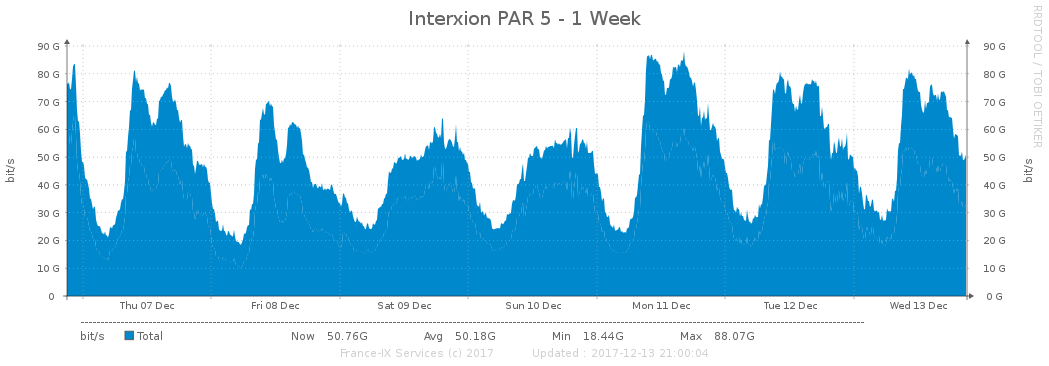 Interxion PAR 5 - 1 Week
RRDTOOL / TOBI OETIKER
bit/s
90 G 90 G
80 G 80 G
70 G 70 G
60 G 60 G
50 G 50 G
40 G 40 G
30 G 30 G
20 G 20 G
10 G 10 G
0 0 G
bit/s
Thu 07 Dec Fri 08 Dec Sat 09 Dec Sun 10 Dec Mon 11 Dec Tue 12 Dec Wed 13 Dec
bit/s Total Now 50.76G Avg 50.18G Min 18.44G Max 88.07G
France-IX Services (c) 2017 Updated : 2017-12-13 21:00:04